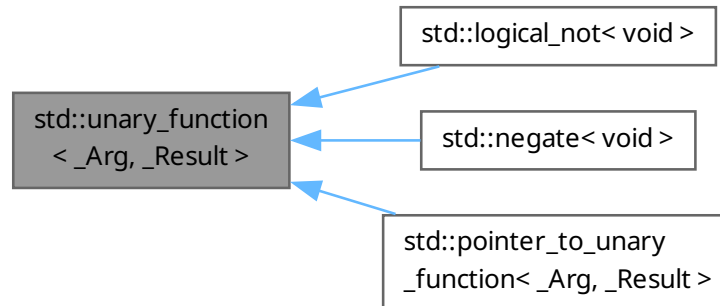 std::logical_not< void >
std::unary_function
< _Arg, _Result >
std::negate< void >
std::pointer_to_unary
_function< _Arg, _Result >